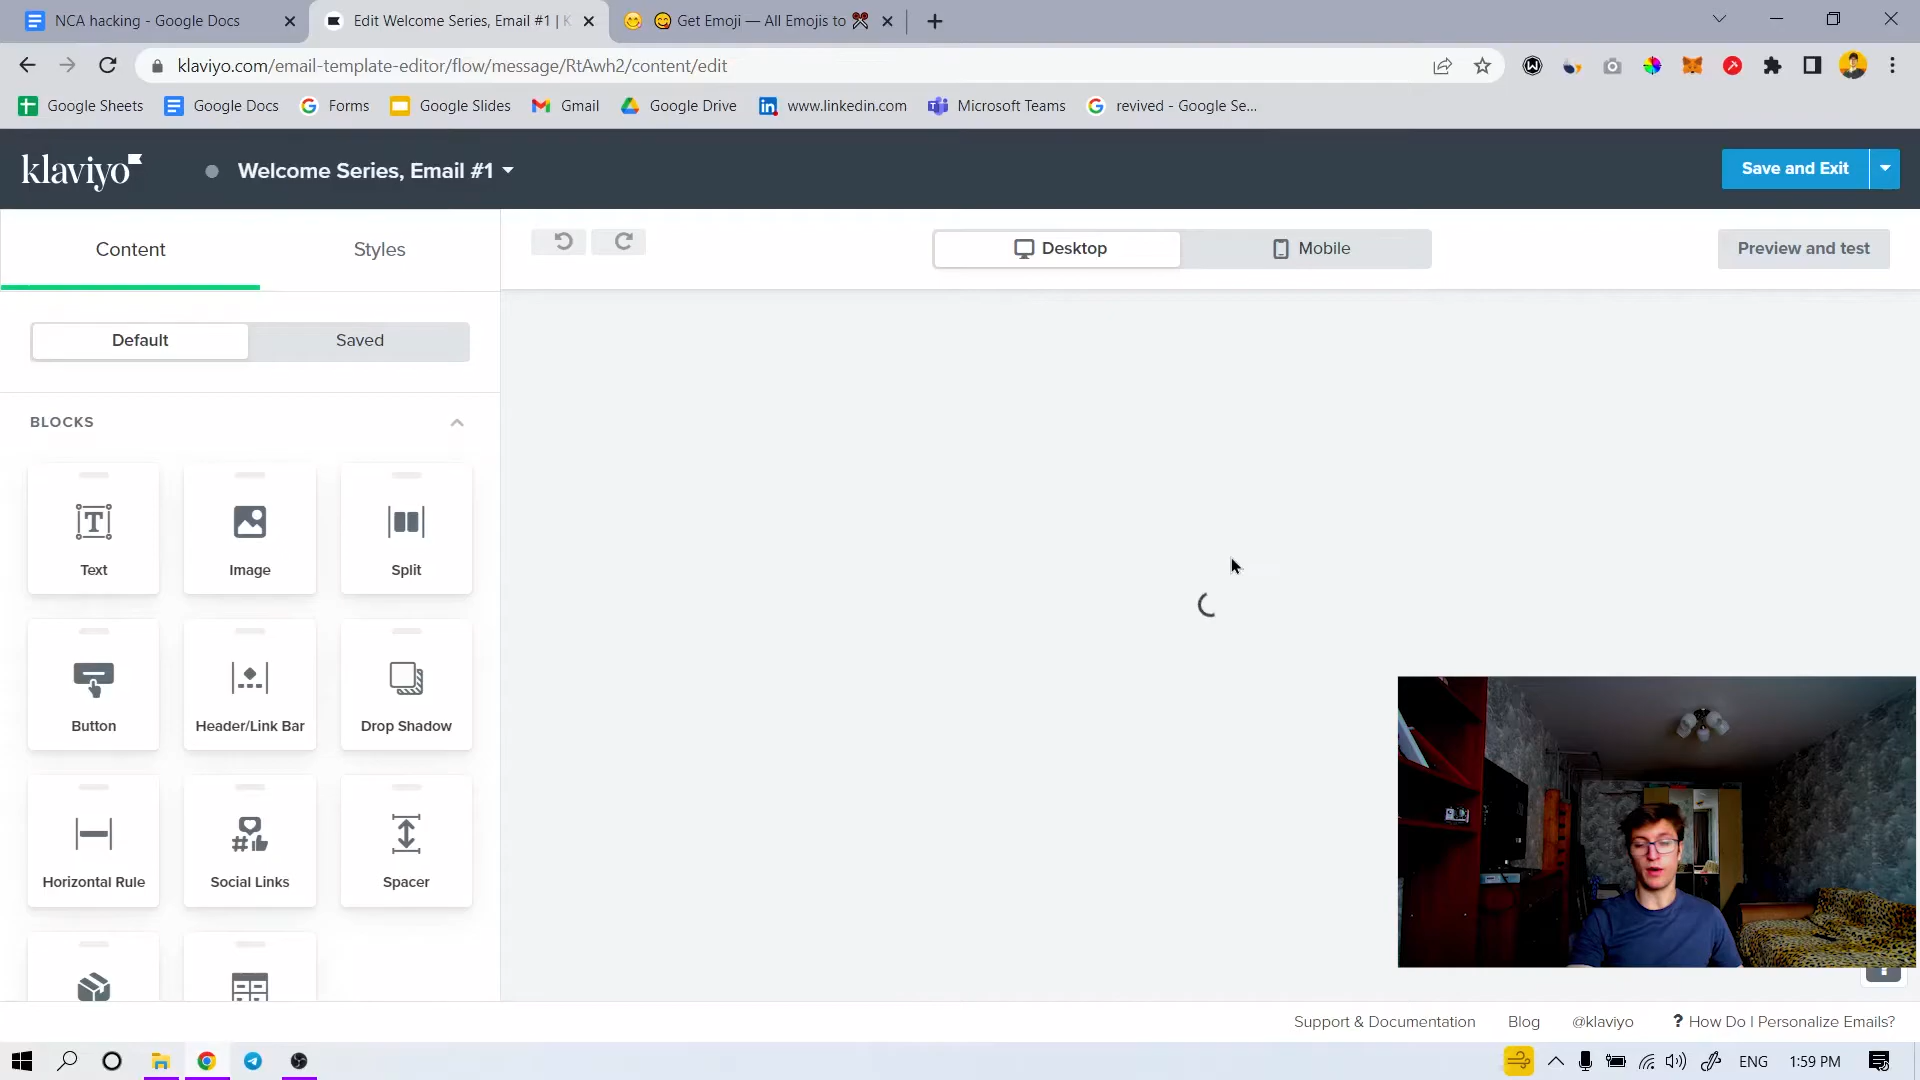 NCA hacking - Google Docs
Edit Welcome Series, Email #1 | K
Get Emoji — All Emojis to
klaviyo.com/email-template-editor/flow/message/RtAwh2/content/edit
Google Sheets
Google Docs
Forms
Google Slides
Gmail
Google Drive
www.linkedin.com
Microsoft Teams
revived - Google Se...
klaviyo
Welcome Series, Email #1
Save and Exit
Content
Styles
Desktop
Mobile
Preview and test
Default
Saved
BLOCKS
Text
Image
Split
Button
Header/Link Bar
Drop Shadow
Horizontal Rule
Social Links
Spacer
Support & Documentation
Blog
@klaviyo
? How Do I Personalize Emails?
ENG
1:59 PM